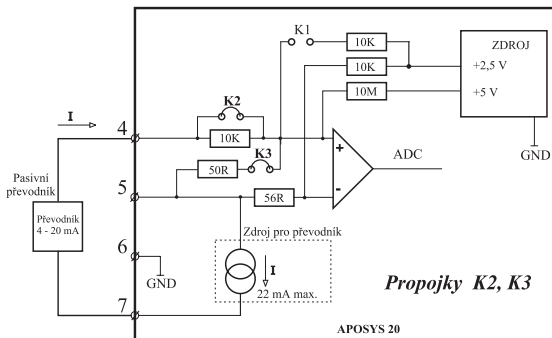 K1
10K
10K
10M
ZDROJ
+2,5 V
+5 V
GND
I
4
K2
10K
+
-
ADC
50R
K3
5
56R
Pasivní
převodník
Převodník
4 - 20 mA
6
GND
Zdroj pro převodník
I
22 mA max.
7
Propojky K2, K3
APOSYS 20